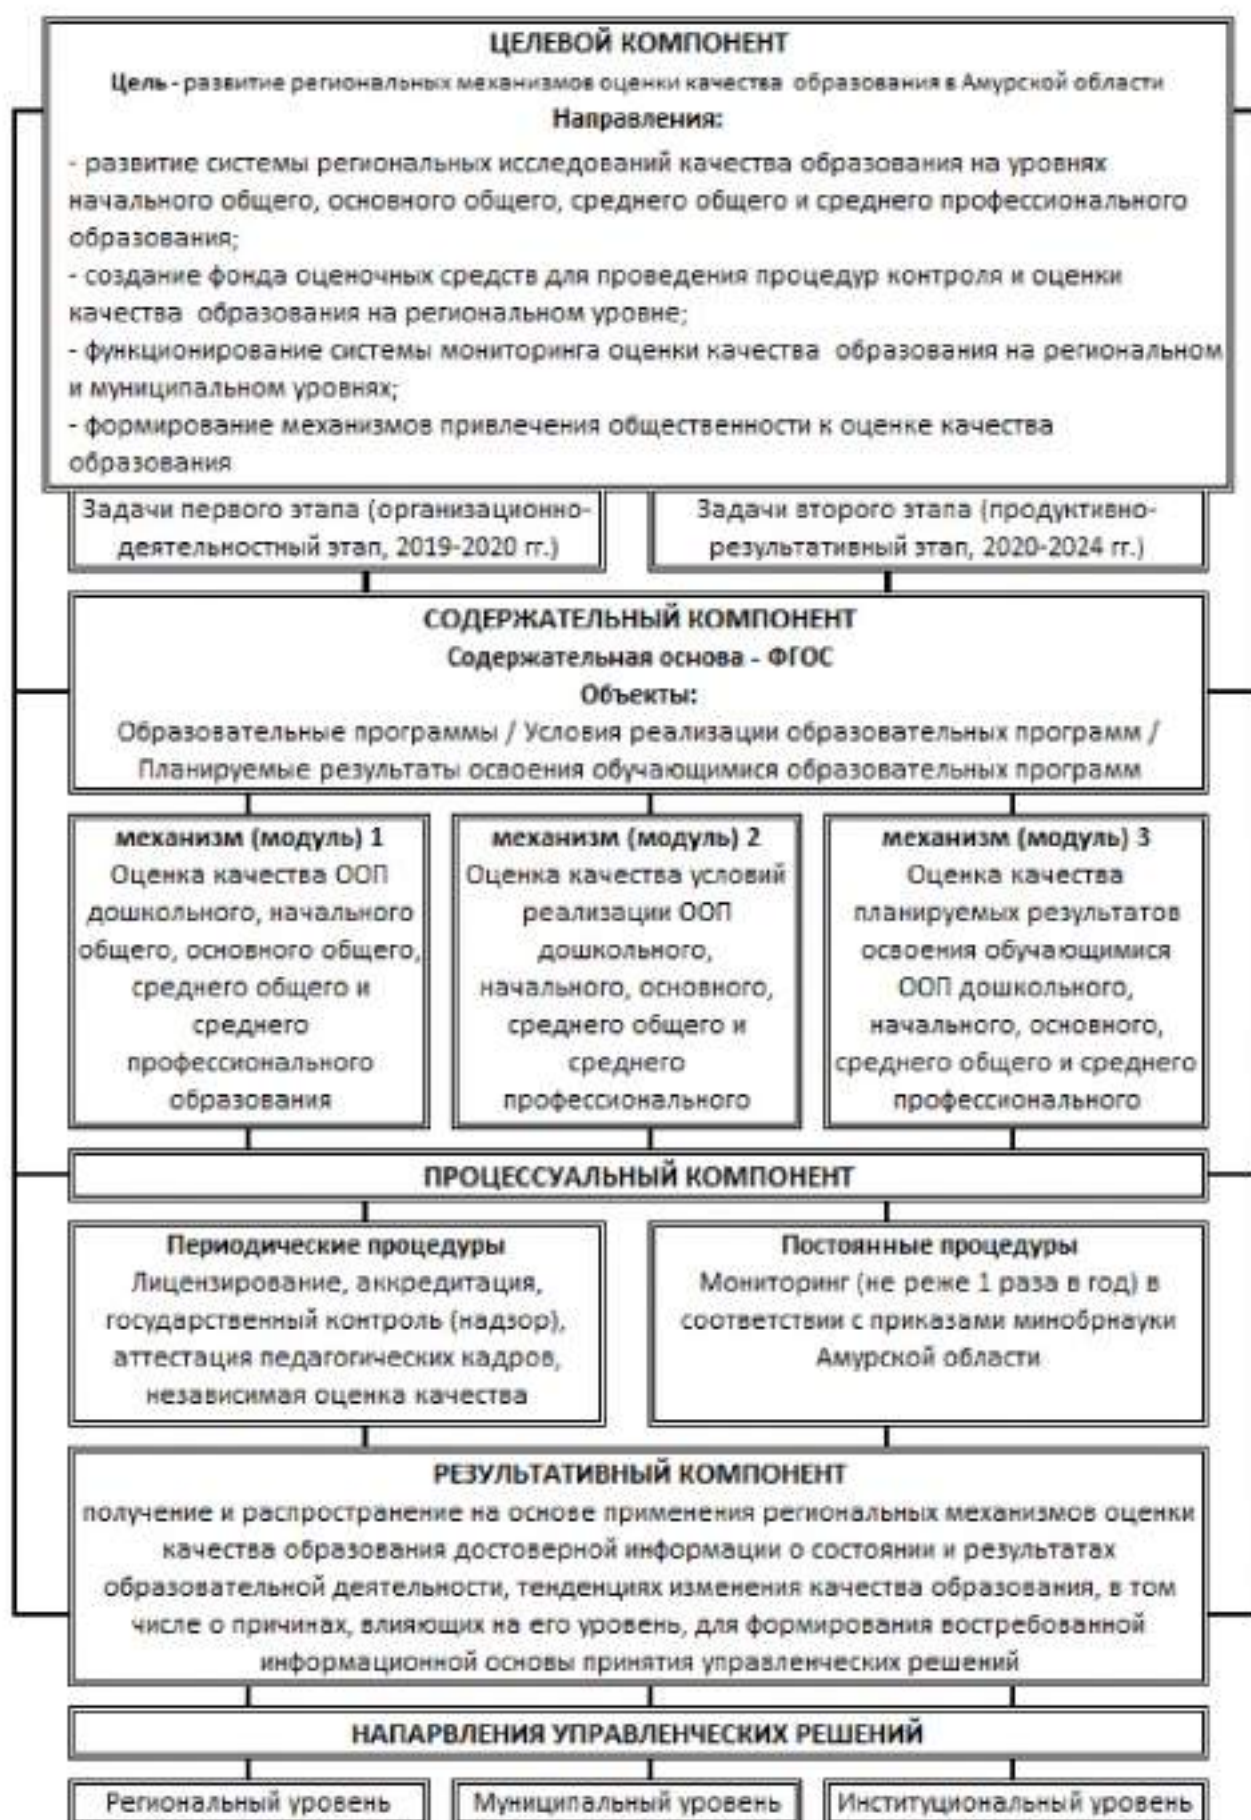 ЦЕЛЕВОЙ КОМПОНЕНТ
Цель - развитие региональных механизмов оценки качества образования в Амурской области
Направления:
- развитие системы региональных исследований качества образования на уровнях
начального общего, основного общего, среднего общего и среднего профессионального
образования;
- создание фонда оценочных средств для проведения процедур контроля и оценки
качества образования на региональном уровне;
- функционирование системы мониторинга оценки качества образования на региональном
и муниципальном уровнях;
- формирование механизмов привлечения общественности к оценке качества
образования
Задачи первого этапа (организационно-
деятельностный этап, 2019-2020 гг.)
Задачи второго этапа (продуктивно-
результативный этап, 2020-2024 гг.)
СОДЕРЖАТЕЛЬНЫЙ КОМПОНЕНТ
Содержательная основа - ФГОС
Объекты:
Образовательные программы / Условия реализации образовательных программ /
Планируемые результаты освоения обучающимися образовательных программ
механизм (модуль) 1
Оценка качества ООП
дошкольного, начального
общего, основного общего,
среднего общего и
среднего
профессионального
образования
механизм (модуль) 2
Оценка качества условий
реализации ООП
дошкольного,
начального, основного,
среднего общего и
среднего
профессионального
механизм (модуль) 3
Оценка качества
планируемых результатов
освоения обучающимися
ООП дошкольного,
начального, основного,
среднего общего и среднего
профессионального
ПРОЦЕССУАЛЬНЫЙ КОМПОНЕНТ
Периодические процедуры
Лицензирование, аккредитация,
государственный контроль (надзор),
аттестация педагогических кадров,
независимая оценка качества
Постоянные процедуры
Мониторинг (не реже 1 раза в год) в
соответствии с приказами минобрнауки
Амурской области
РЕЗУЛЬТАТИВНЫЙ КОМПОНЕНТ
получение и распространение на основе применения региональных механизмов оценки
качества образования достоверной информации о состоянии и результатах
образовательной деятельности, тенденциях изменения качества образования, в том
числе о причинах, влияющих на его уровень, для формирования востребованной
информационной основы принятия управленческих решений
НАПАРВЛЕНИЯ УПРАВЛЕНЧЕСКИХ РЕШЕНИЙ
Региональный уровень
Муниципальный уровень
Институциональный уровень